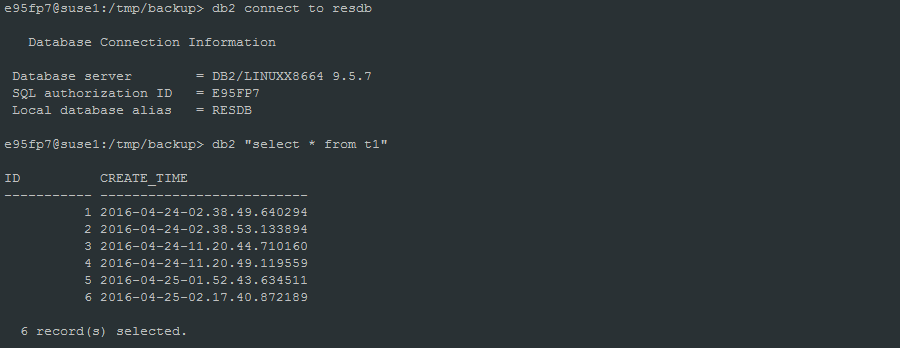 e95fp7@suse1:/tmp/backup> db2 connect to resdb
Database Connection Information
Database server        = DB2/LINUXX8664 9.5.7
SQL authorization ID   = E95FP7
Local database alias   = RESDB
e95fp7@suse1:/tmp/backup> db2 "select * from t1"
ID          CREATE_TIME
----------- --------------------------
          1 2016-04-24-02.38.49.640294
          2 2016-04-24-02.38.53.133894
          3 2016-04-24-11.20.44.710160
          4 2016-04-24-11.20.49.119559
          5 2016-04-25-01.52.43.634511
          6 2016-04-25-02.17.40.872189
  6 record(s) selected.